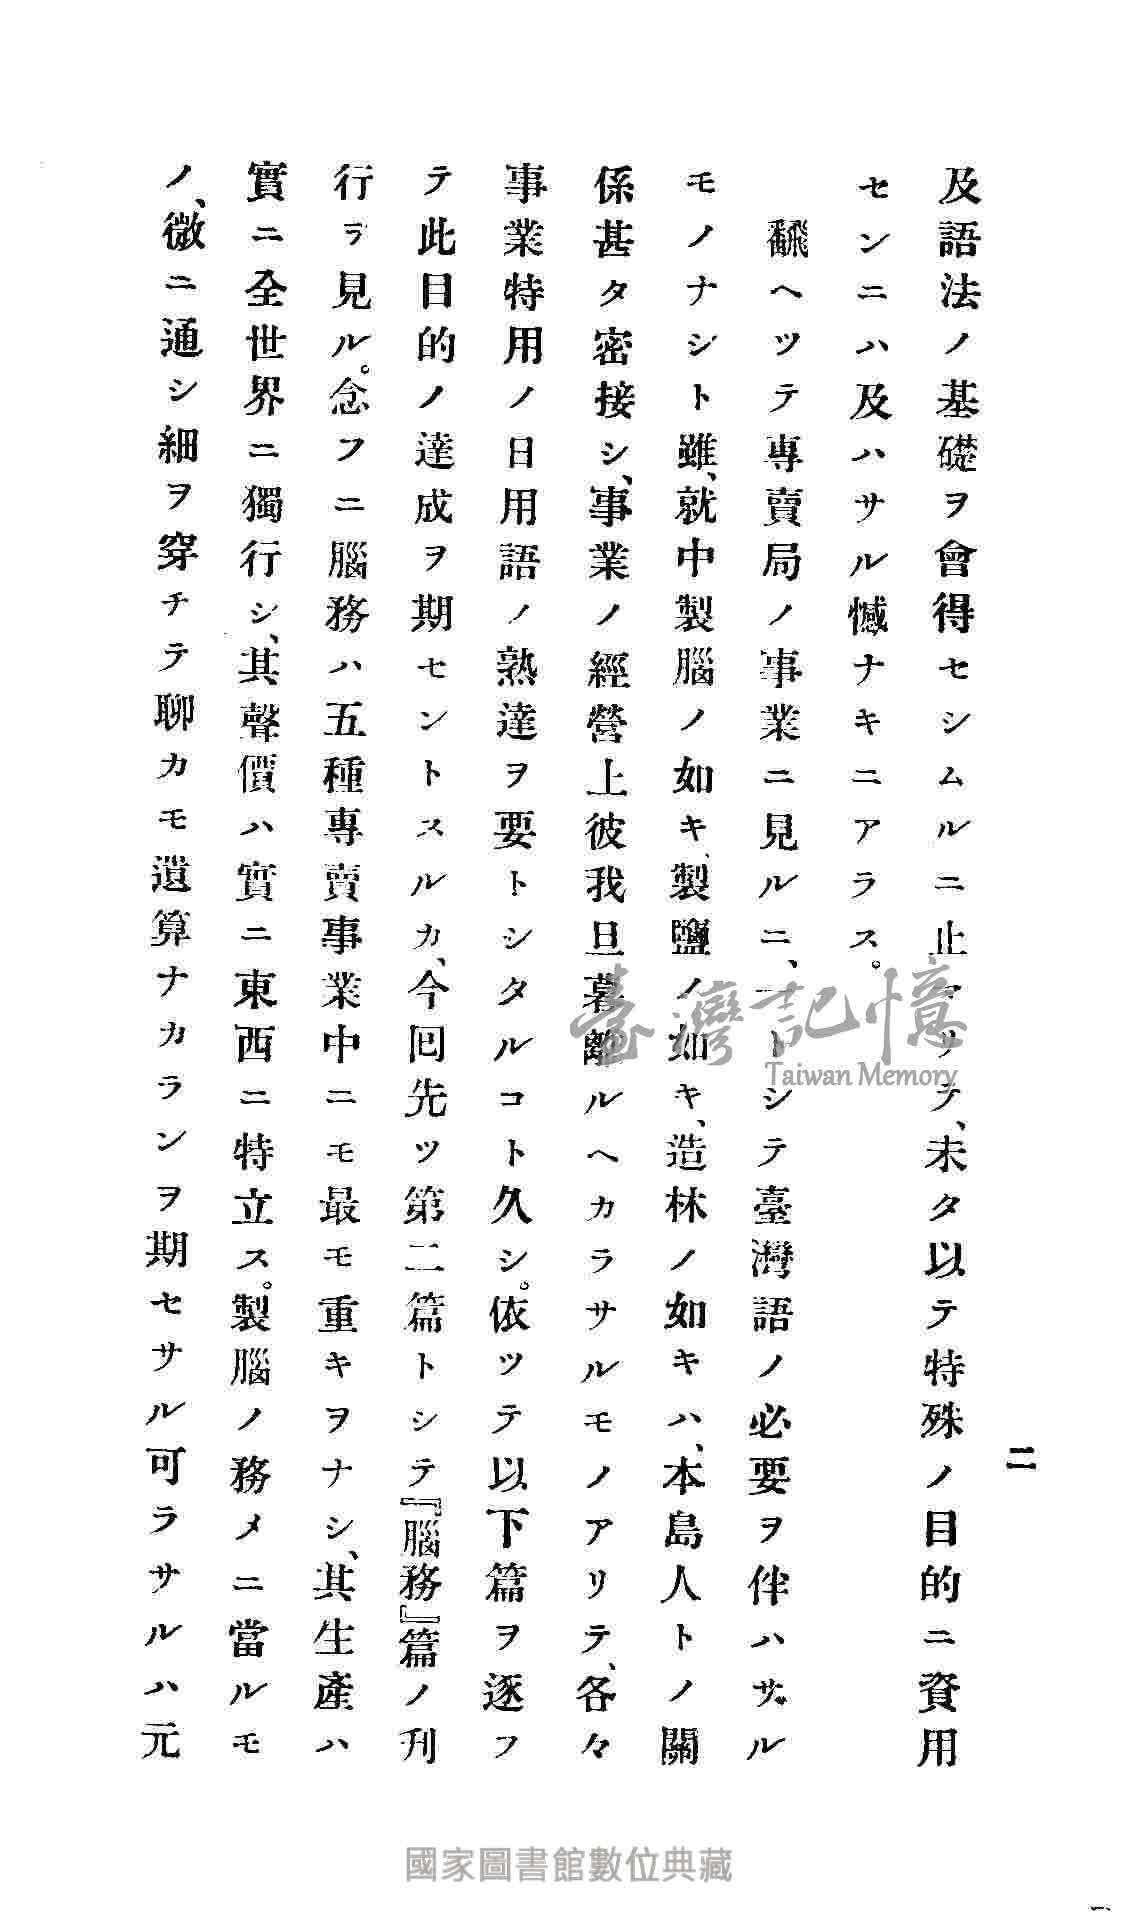 二
及語法ノ基礎ヲ會得セシムルニ止マリテ、未タ以テ特殊ノ目的ニ資用
センニハ及ハサル憾ナキニアラス。
飜ヘツテ專賣局ノ事業ニ見ルニ、一トシテ臺灣語ノ必要ヲ伴ハサル
モノナシト雖、就中製腦ノ如キ、製鹽ノ如キ、造林ノ如キハ、本島人トノ關
係甚タ密接シ、事業ノ經營上彼我旦暮離ルヘカラサルモノアリテ、各々
事業特用ノ日用語ノ熟達ヲ要トシタルコト久シ。依ツテ以下篇ヲ逐フ
テ此目的ノ達成ヲ期セントスルカ、今囘先ツ第二篇トシテ『腦務』篇ノ刊
行ヲ見ル。念フニ腦務ハ五種專賣事業中ニモ最モ重キヲナシ、其生產ハ
實ニ全世界ニ獨行シ、其聲價ハ實ニ東西ニ特立ス。製腦ノ務メニ當ルモ
ノ、微ニ通シ細ヲ穿チテ聊カモ遺算ナカランヲ期セサル可ラサルハ元
臺灣記憶
Taiwan Memory
國家圖書館數位典藏